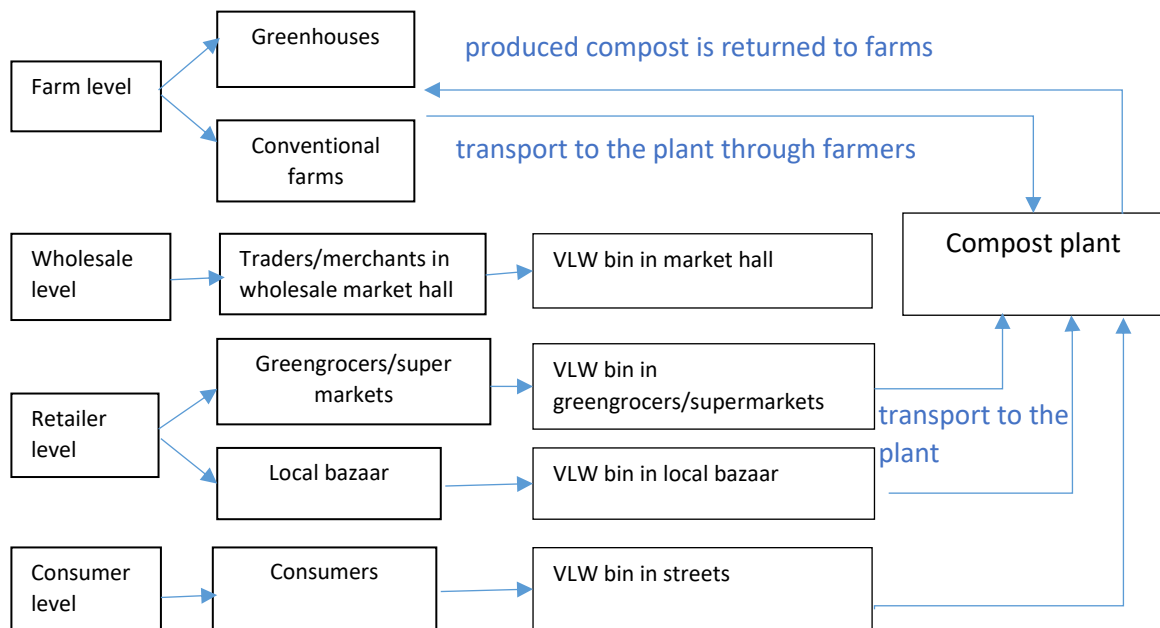 Greenhouses
produced compost is returned to farms
Farm level
Conventional
farms
transport to the plant through farmers
Compost plant
Wholesale
level
Traders/merchants in
wholesale market hall
VLW bin in market hall
Greengrocers/super
markets
VLW bin in
greengrocers/supermarkets
Retailer
level
transport to the
plant
Local bazaar
VLW bin in local bazaar
Consumer
level
Consumers
VLW bin in streets